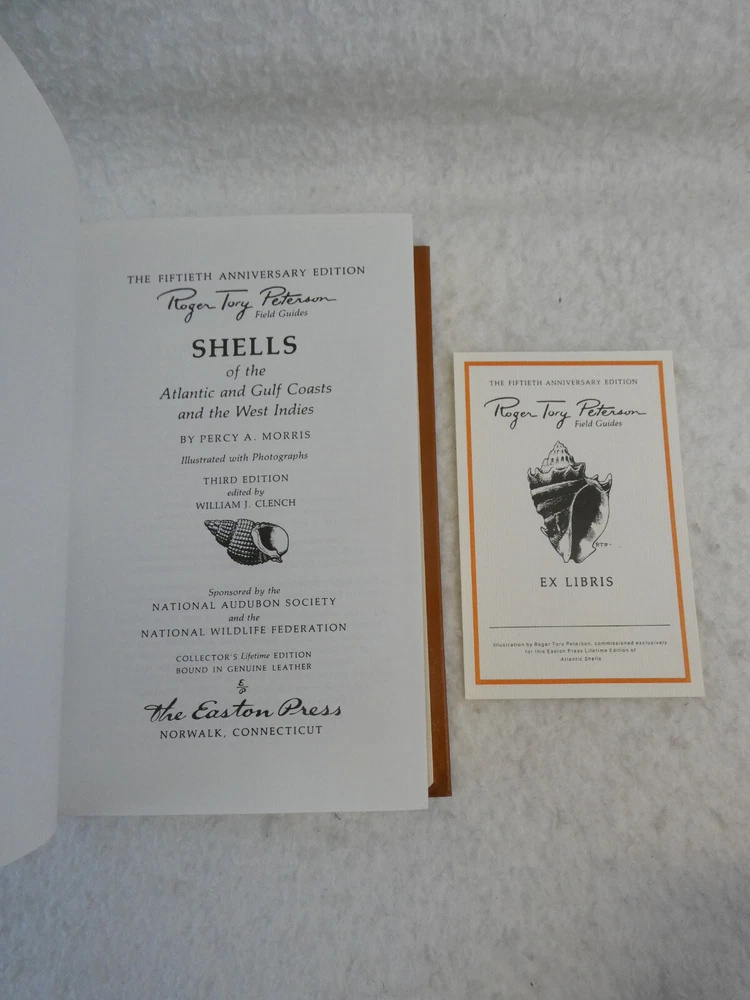 THE FIFTIETH ANNIVERSARY EDITION
Roger Tory Peterson
Field Guides
SHELLS
of the
Atlantic and Gulf Coasts
and the West Indies
BY PERCY A. MORRIS
Illustrated with Photographs
THIRD EDITION
edited by
WILLIAM J. CLENCH
Sponsored by the
NATIONAL AUDUBON SOCIETY
and the
NATIONAL WILDLIFE FEDERATION
COLLECTOR'S Lifetime EDITION
BOUND IN GENUINE LEATHER
The Easton Press
NORWALK, CONNECTICUT
THE FIFTIETH ANNIVERSARY EDITION
Roger Tory Peterson
Field Guides
EX LIBRIS
Illustration by Roger Tory Peterson, commissioned exclusively
for this Easton Press Lifetime Edition of
Atlantic Shells